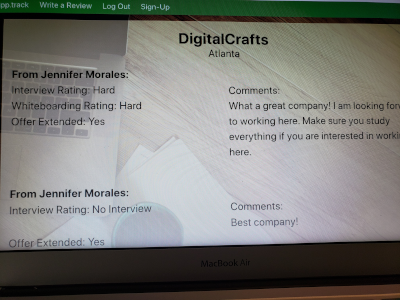 pp.track Write a Review Log Out Sign-Up
DigitalCrafts
Atlanta
From Jennifer Morales:
Interview Rating: Hard
Whiteboarding Rating: Hard
Offer Extended: Yes
Comments:
What a great company! I am looking for
to working here. Make sure you study
everything if you are interested in worki
here.
From Jennifer Morales:
Interview Rating: No Interview
Offer Extended: Yes
Comments:
Best company!
MacBook Air